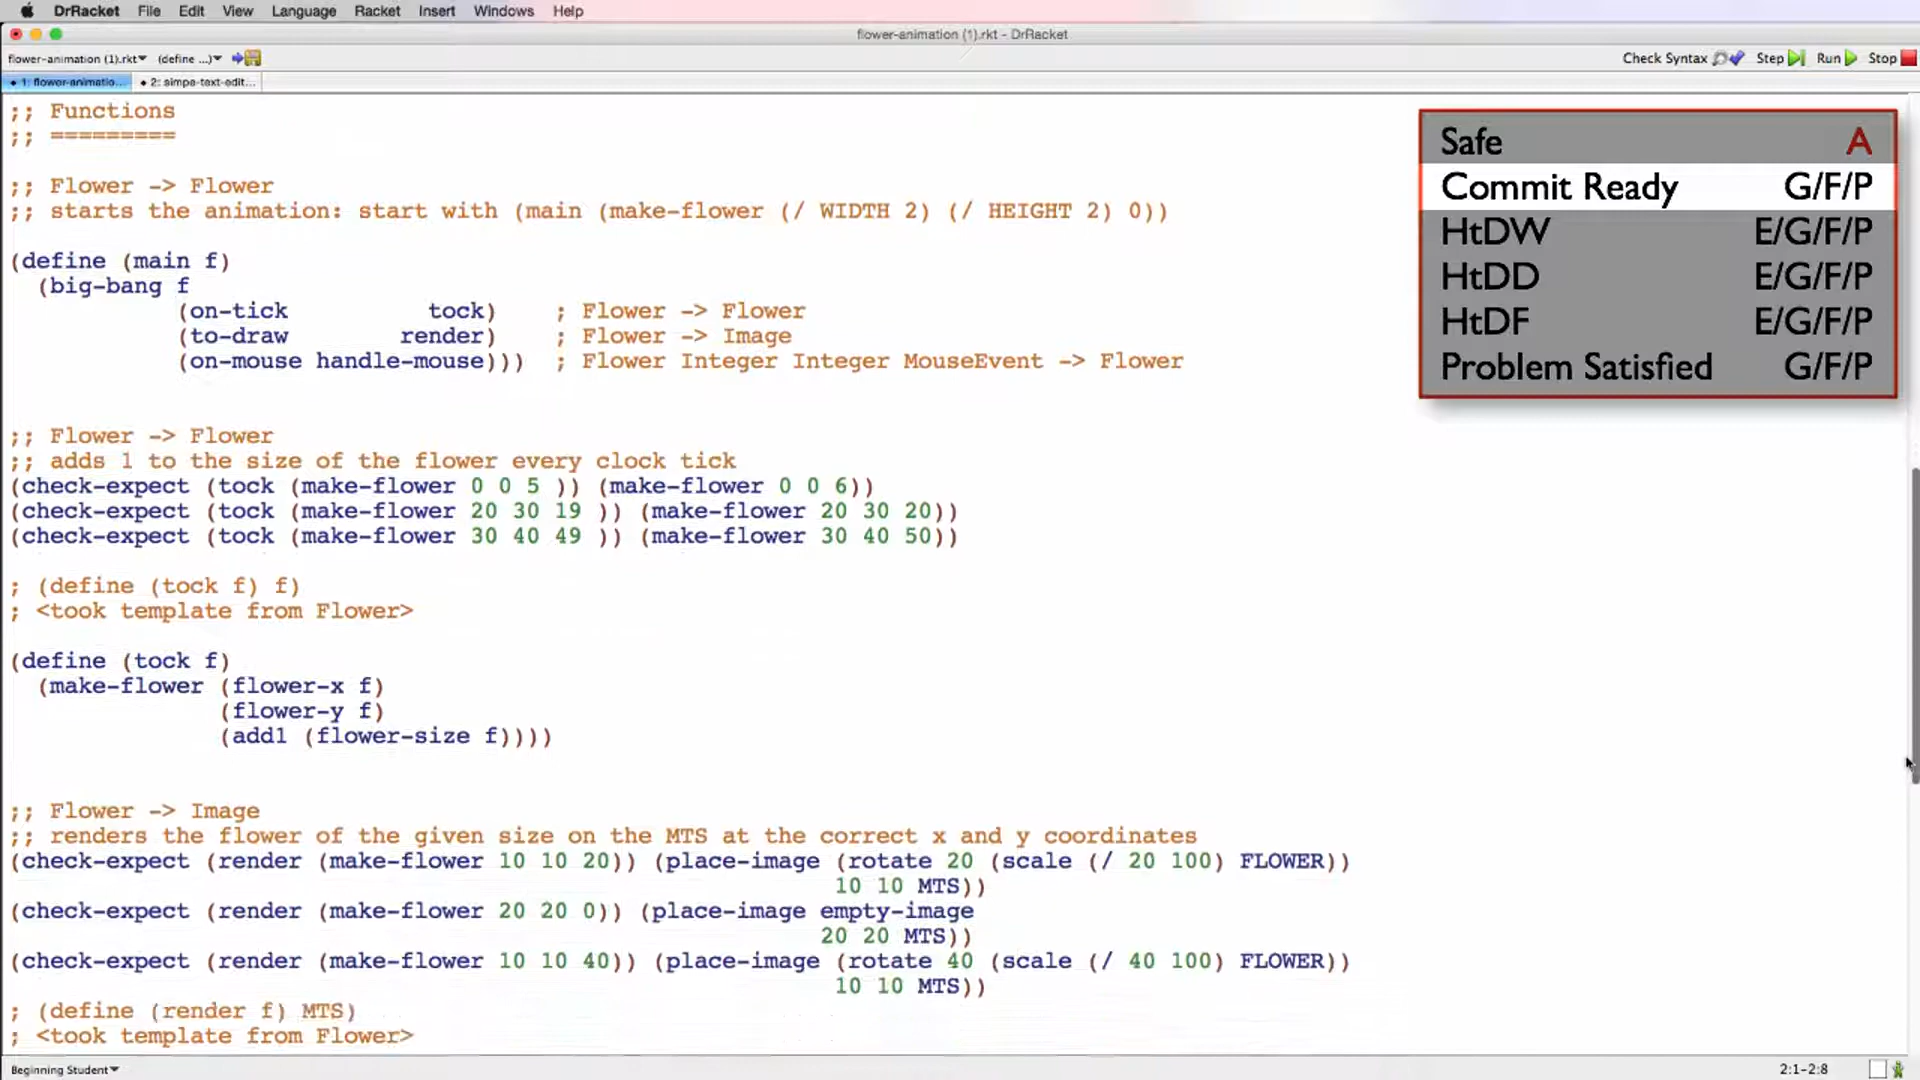 DrRacket File Edit View Language Racket Insert Windows Help
flower-animation (1).rkt - DrRacket
flower-animation (1).rkt▾ (define ...)▾ Check Syntax Step Run Stop
• 1: flower-animatio... • 2: simpe-text-edit...
;; Functions
;; =========
;; Flower -> Flower
;; starts the animation: start with (main (make-flower (/ WIDTH 2) (/ HEIGHT 2) 0))
(define (main f)
(big-bang f
(on-tick tock) ; Flower -> Flower
(to-draw render) ; Flower -> Image
(on-mouse handle-mouse))) ; Flower Integer Integer MouseEvent -> Flower
;; Flower -> Flower
;; adds 1 to the size of the flower every clock tick
(check-expect (tock (make-flower 0 0 5 )) (make-flower 0 0 6))
(check-expect (tock (make-flower 20 30 19 )) (make-flower 20 30 20))
(check-expect (tock (make-flower 30 40 49 )) (make-flower 30 40 50))
; (define (tock f) f)
; <took template from Flower>
(define (tock f)
(make-flower (flower-x f)
(flower-y f)
(add1 (flower-size f))))
;; Flower -> Image
;; renders the flower of the given size on the MTS at the correct x and y coordinates
(check-expect (render (make-flower 10 10 20)) (place-image (rotate 20 (scale (/ 20 100) FLOWER))
10 10 MTS))
(check-expect (render (make-flower 20 20 0)) (place-image empty-image
20 20 MTS))
(check-expect (render (make-flower 10 10 40)) (place-image (rotate 40 (scale (/ 40 100) FLOWER))
10 10 MTS))
; (define (render f) MTS)
; <took template from Flower>
Safe A
Commit Ready G/F/P
HtDW E/G/F/P
HtDD E/G/F/P
HtDF E/G/F/P
Problem Satisfied G/F/P
Beginning Student▾ 2:1-2:8